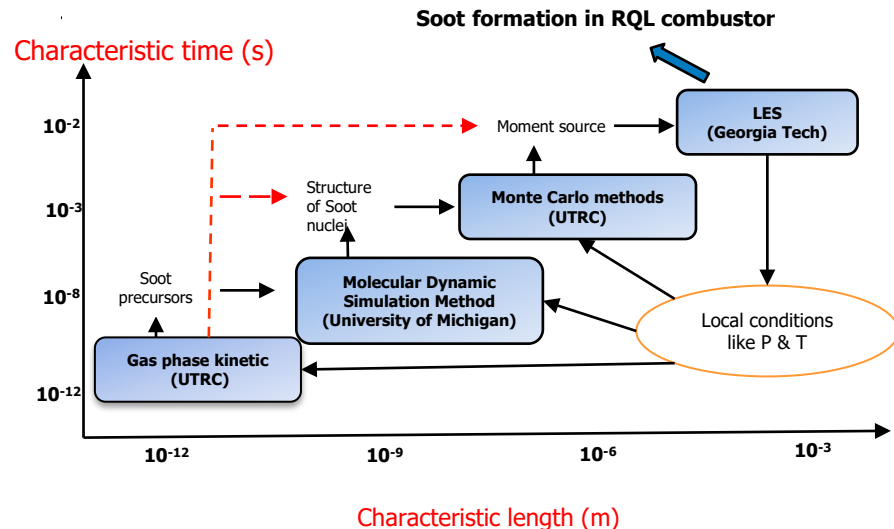 Soot formation in RQL combustor
Characteristic time (s)
10-2
10-3
10-8
10-12
Moment source
LES
(Georgia Tech)
Structure
of Soot
nuclei
Monte Carlo methods
(UTRC)
Soot
precursors
Molecular Dynamic
Simulation Method
(University of Michigan)
Local conditions
like P & T
Gas phase kinetic
(UTRC)
10-12
10-9
10-6
10-3
Characteristic length (m)